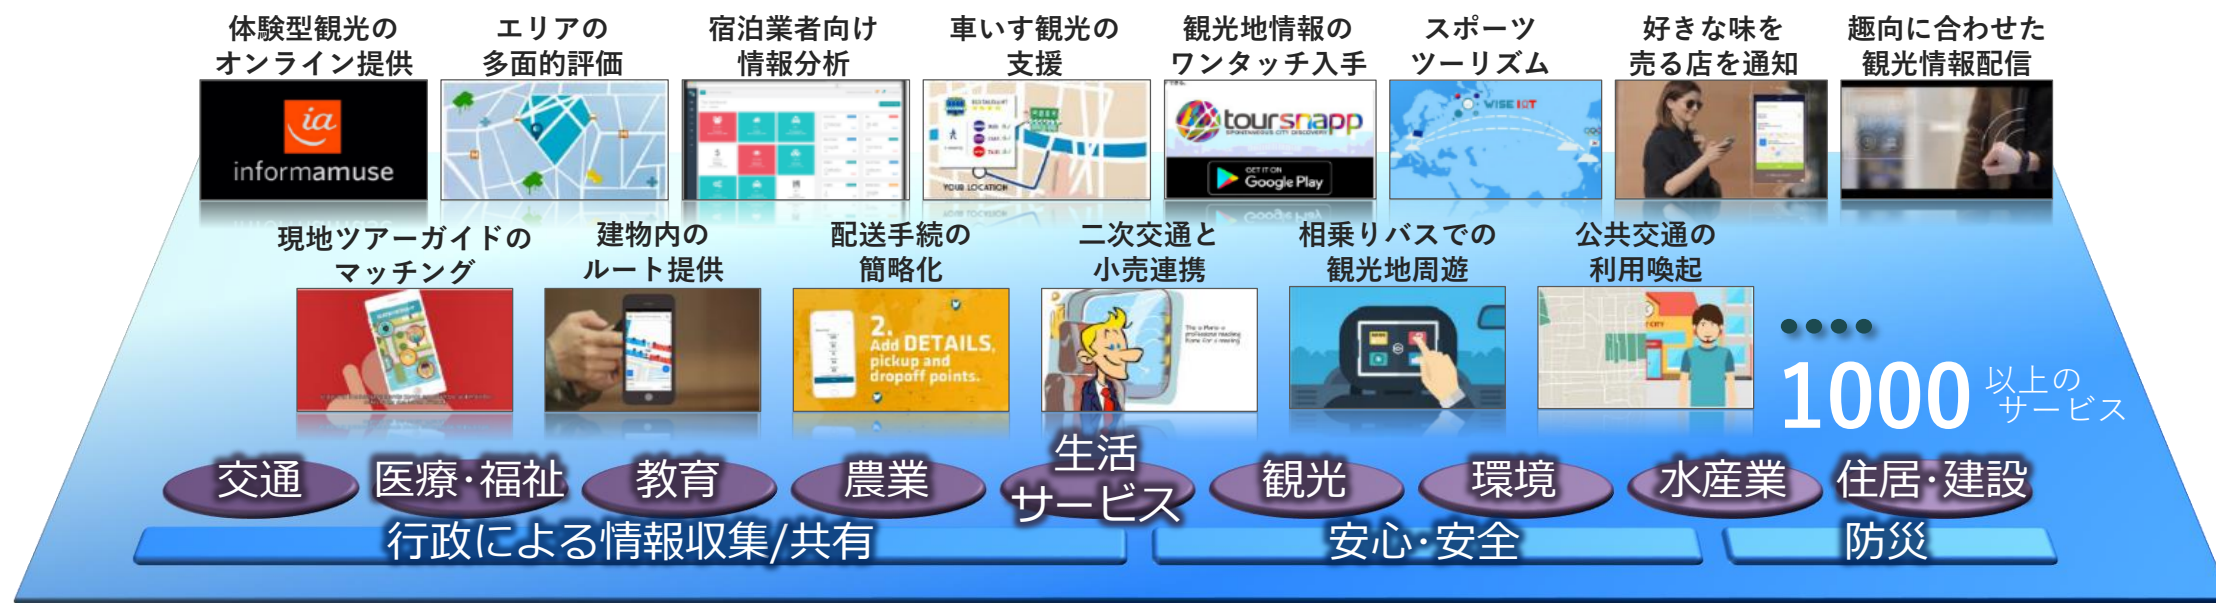 体験型観光の
オンライン提供
エリアの
多面的評価
宿泊業者向け
情報分析
車いす観光の
支援
観光地情報の
ワンタッチ入手
スポーツ
ツーリズム
好きな味を
売る店を通知
趣向に合わせた
観光情報配信
ia
informamuse
RESTAURANT
YOUR LOCATION
toursnapp
SPONTANEOUS CITY DISCOVERY
GET IT ON
Google Play
WISE IOT
現地ツアーガイドの
マッチング
建物内の
ルート提供
配送手続の
簡略化
二次交通と
小売連携
相乗りバスでの
観光地周遊
公共交通の
利用喚起
2.
Add DETAILS,
pickup and
dropoff points.
CITY
1000
以上の
サービス
交通
医療・福祉
教育
農業
生活
サービス
観光
環境
水産業
住居・建設
行政による情報収集/共有
安心・安全
防災